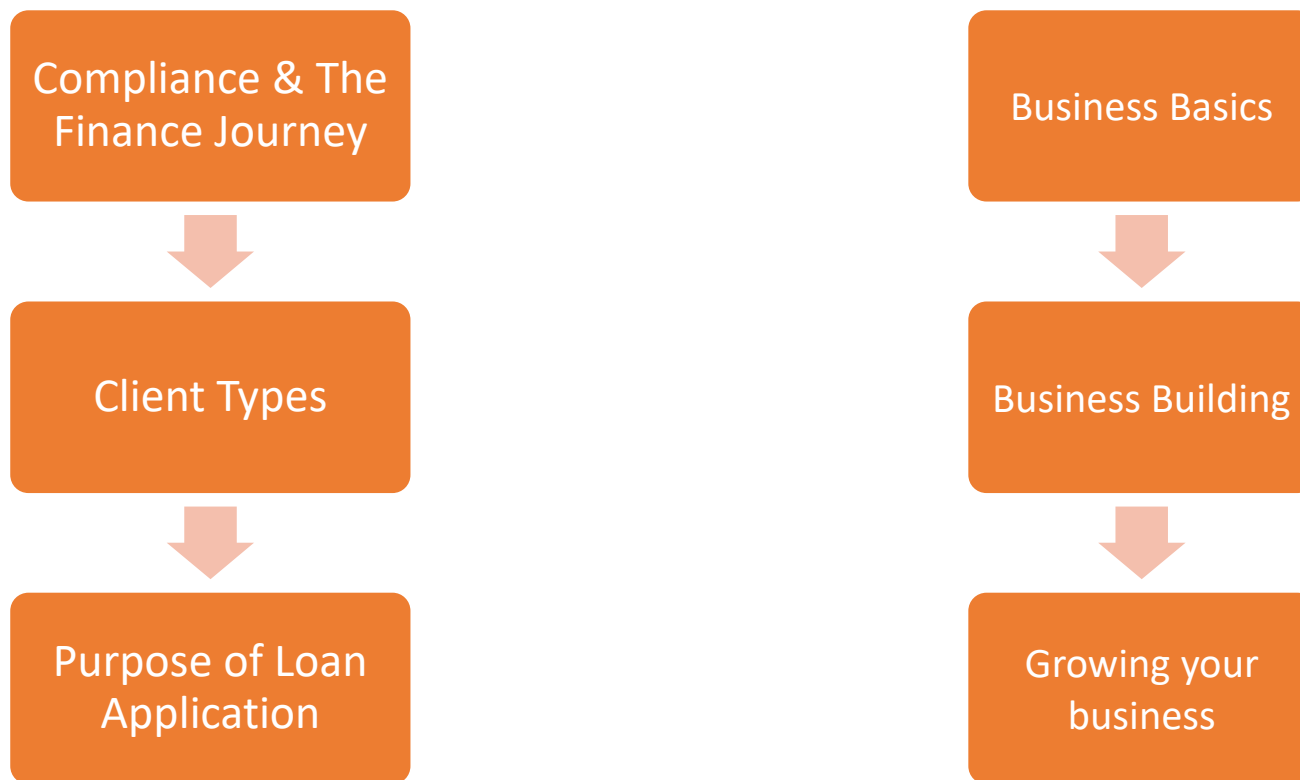 Compliance & The
Finance Journey
Client Types
Purpose of Loan
Application
Business Basics
Business Building
Growing your
business